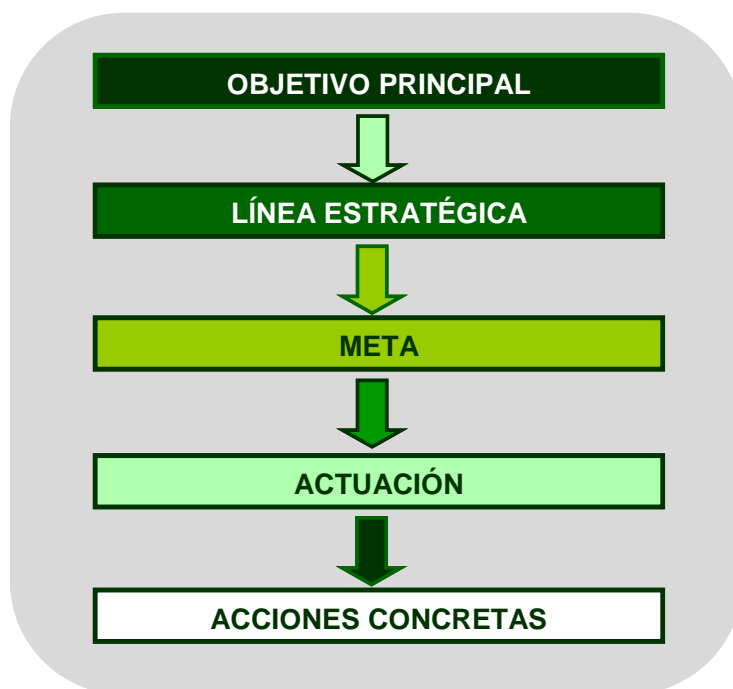 OBJETIVO PRINCIPAL
LÍNEA ESTRATÉGICA
META
ACTUACIÓN
ACCIONES CONCRETAS